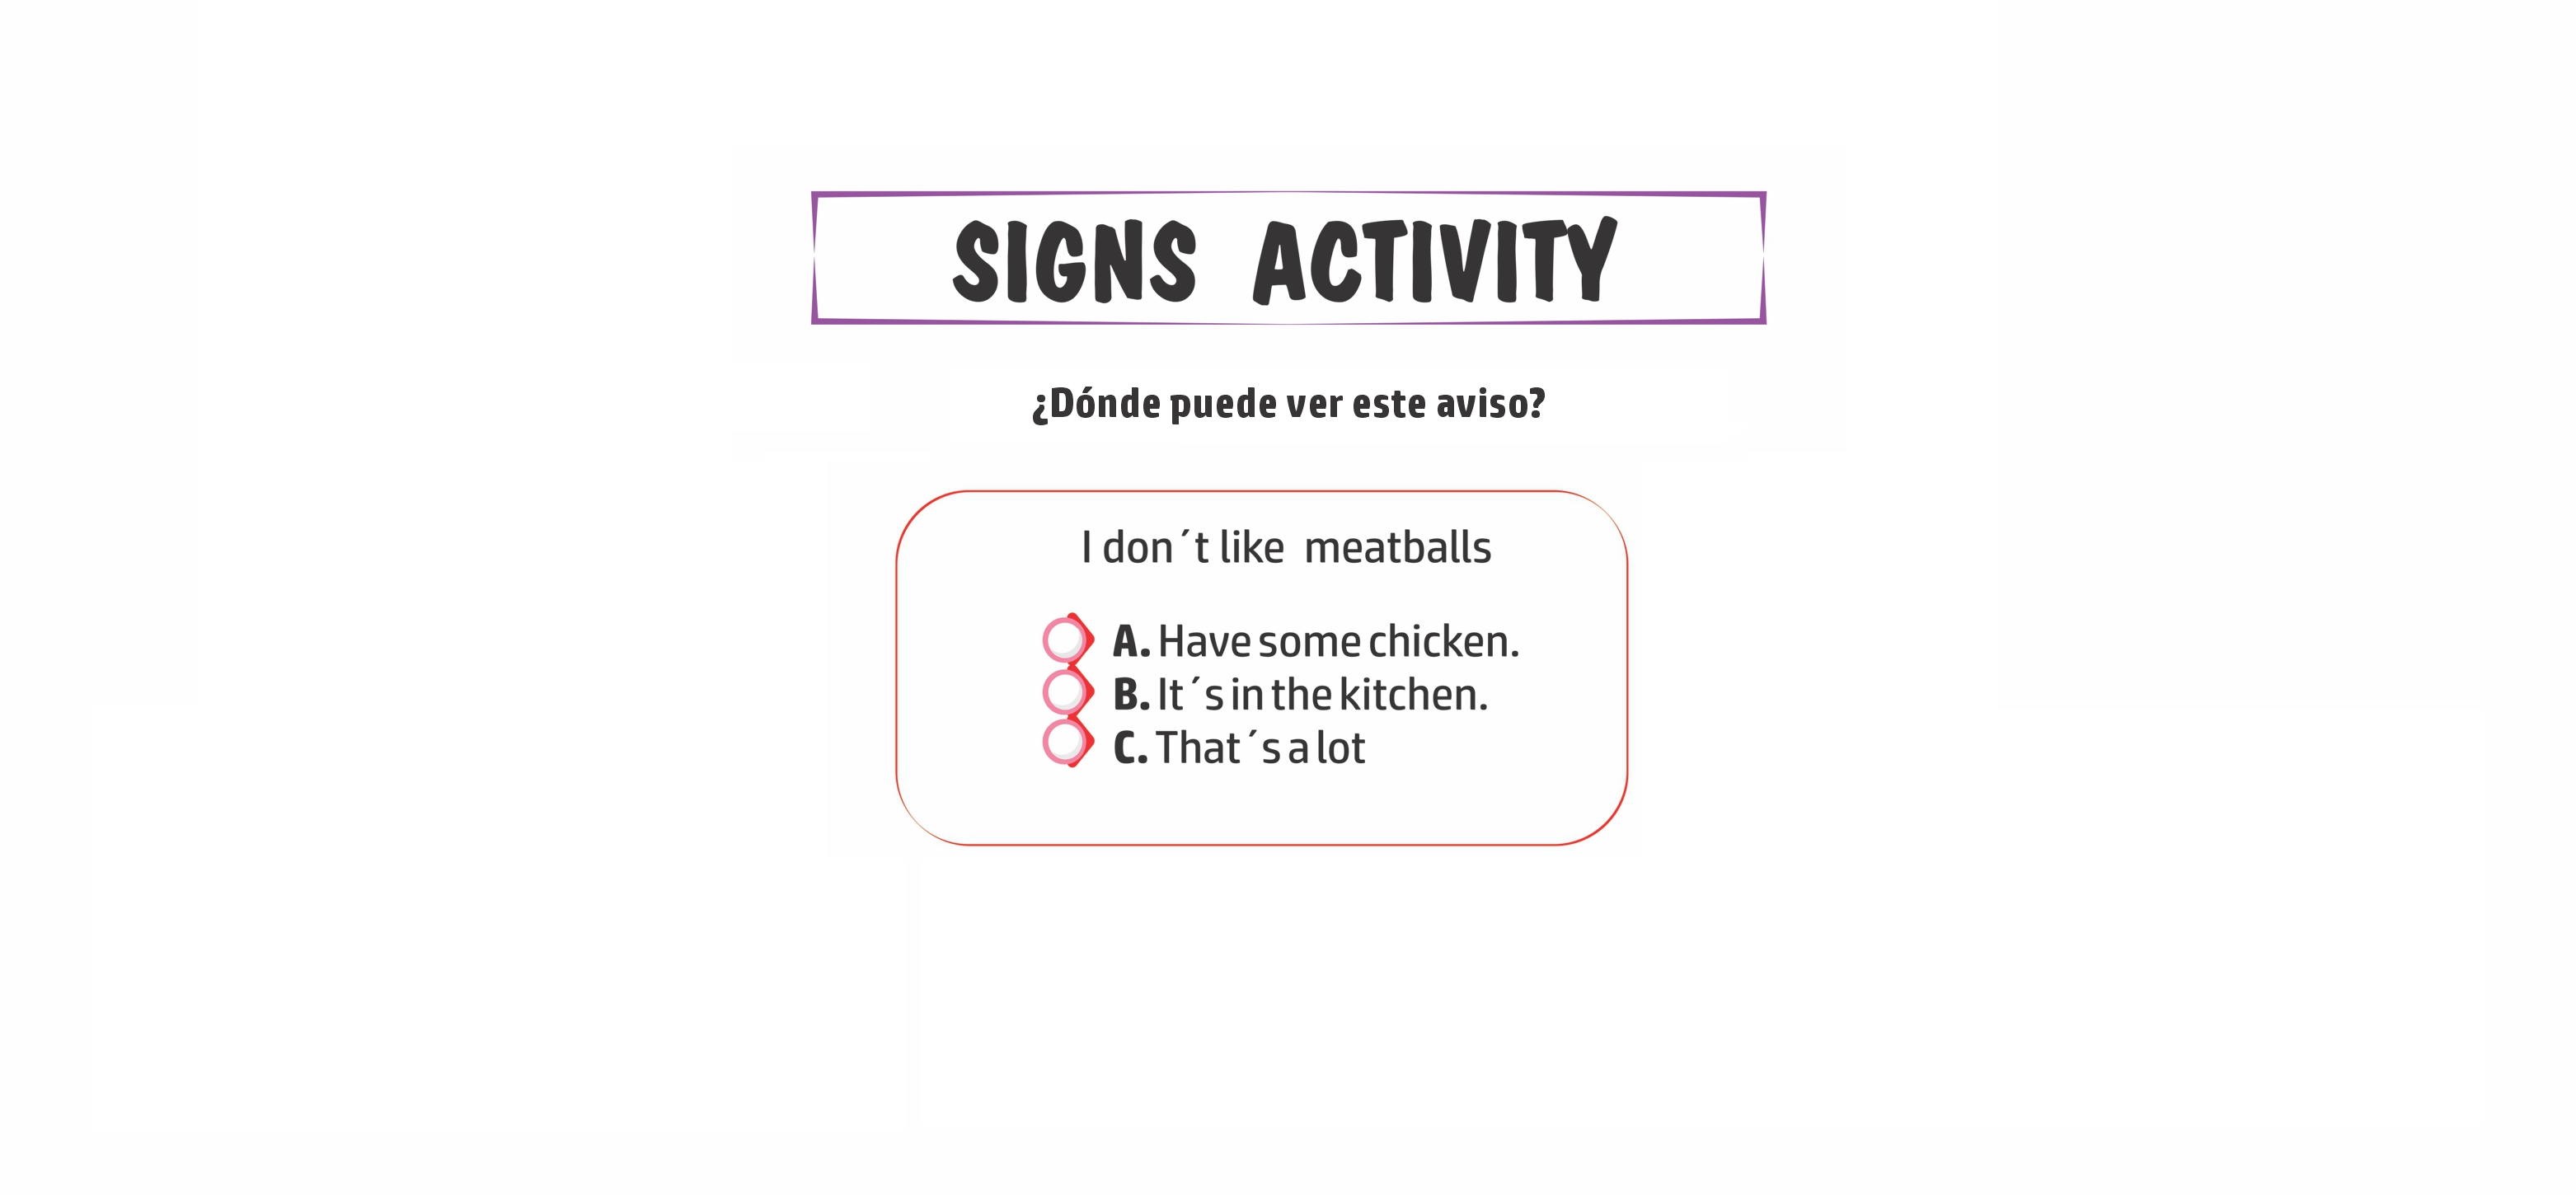 SIGNS ACTIVITY
¿Dónde puede ver este aviso?
I don´t like meatballs
A. Have some chicken.
B. It´s in the kitchen.
C. That´s a lot